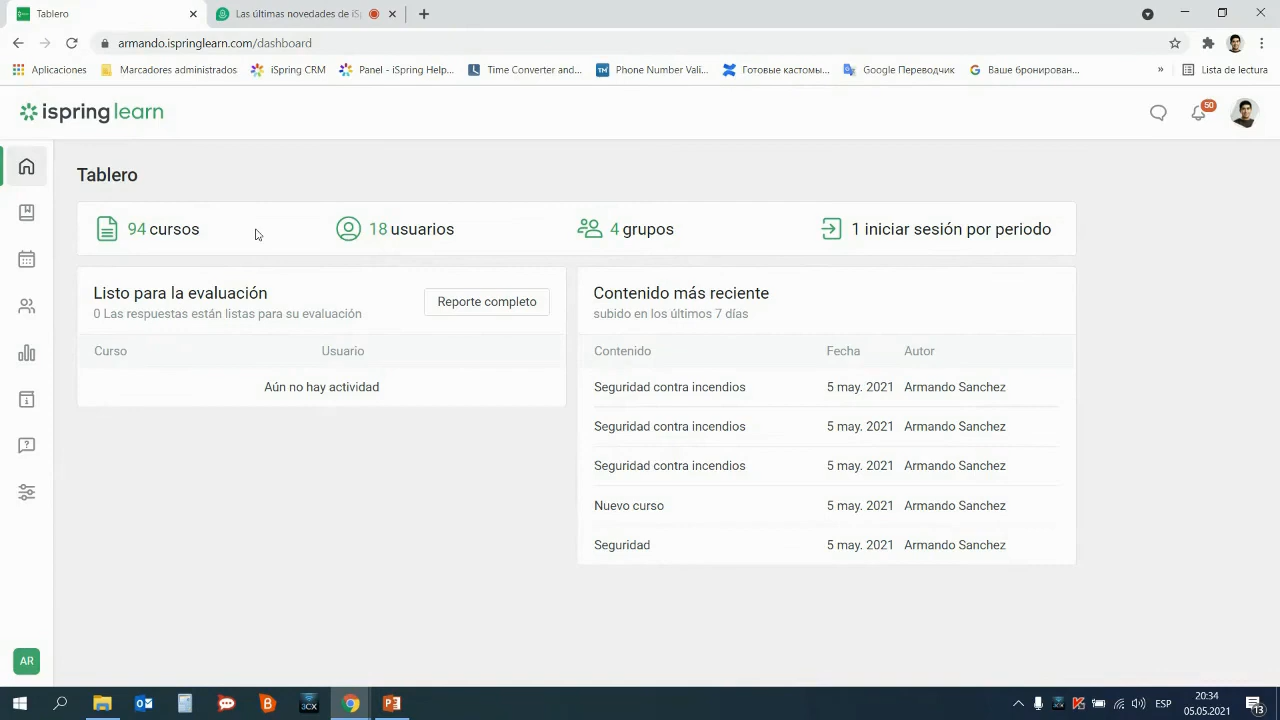 Tablero
Las últimas novedades de iSp
armando.ispringlearn.com/dashboard
Aplicaciones
Marcadores administrados
iSpring CRM
Panel - iSpring Help...
Time Converter and...
TM
Phone Number Vali...
Готовые кастомы...
Google Переводчик
Ваше бронирован...
»
Lista de lectura
ispring learn
50
Tablero
94 cursos
18 usuarios
4 grupos
1 iniciar sesión por periodo
Listo para la evaluación
0 Las respuestas están listas para su evaluación
Reporte completo
Curso Usuario
Aún no hay actividad
Contenido más reciente
subido en los últimos 7 días
Contenido Fecha Autor
Seguridad contra incendios 5 may. 2021 Armando Sanchez
Seguridad contra incendios 5 may. 2021 Armando Sanchez
Seguridad contra incendios 5 may. 2021 Armando Sanchez
Nuevo curso 5 may. 2021 Armando Sanchez
Seguridad 5 may. 2021 Armando Sanchez
AR
3CX
ESP
20:34
05.05.2021
13